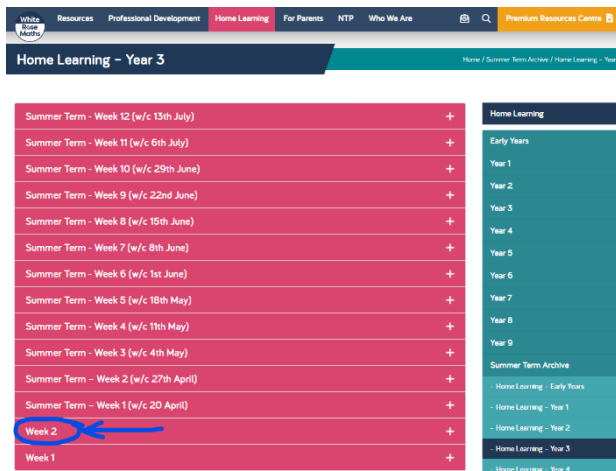 White
Rose
Maths
Resources
Professional Development
Home Learning
For Parents
NTP
Who We Are
Premium Resources Centre
Home Learning – Year 3
Home / Summer Term Archive / Home Learning – Year
Summer Term - Week 12 (w/c 13th July)
Summer Term - Week 11 (w/c 6th July)
Summer Term - Week 10 (w/c 29th June)
Summer Term - Week 9 (w/c 22nd June)
Summer Term - Week 8 (w/c 15th June)
Summer Term - Week 7 (w/c 8th June)
Summer Term - Week 6 (w/c 1st June)
Summer Term - Week 5 (w/c 18th May)
Summer Term - Week 4 (w/c 11th May)
Summer Term - Week 3 (w/c 4th May)
Summer Term – Week 2 (w/c 27th April)
Summer Term – Week 1 (w/c 20 April)
Week 2
Week 1
Home Learning
Early Years
Year 1
Year 2
Year 3
Year 4
Year 5
Year 6
Year 7
Year 8
Year 9
Summer Term Archive
- Home Learning – Early Years
- Home Learning – Year 1
- Home Learning – Year 2
- Home Learning – Year 3
- Home Learning – Year 4